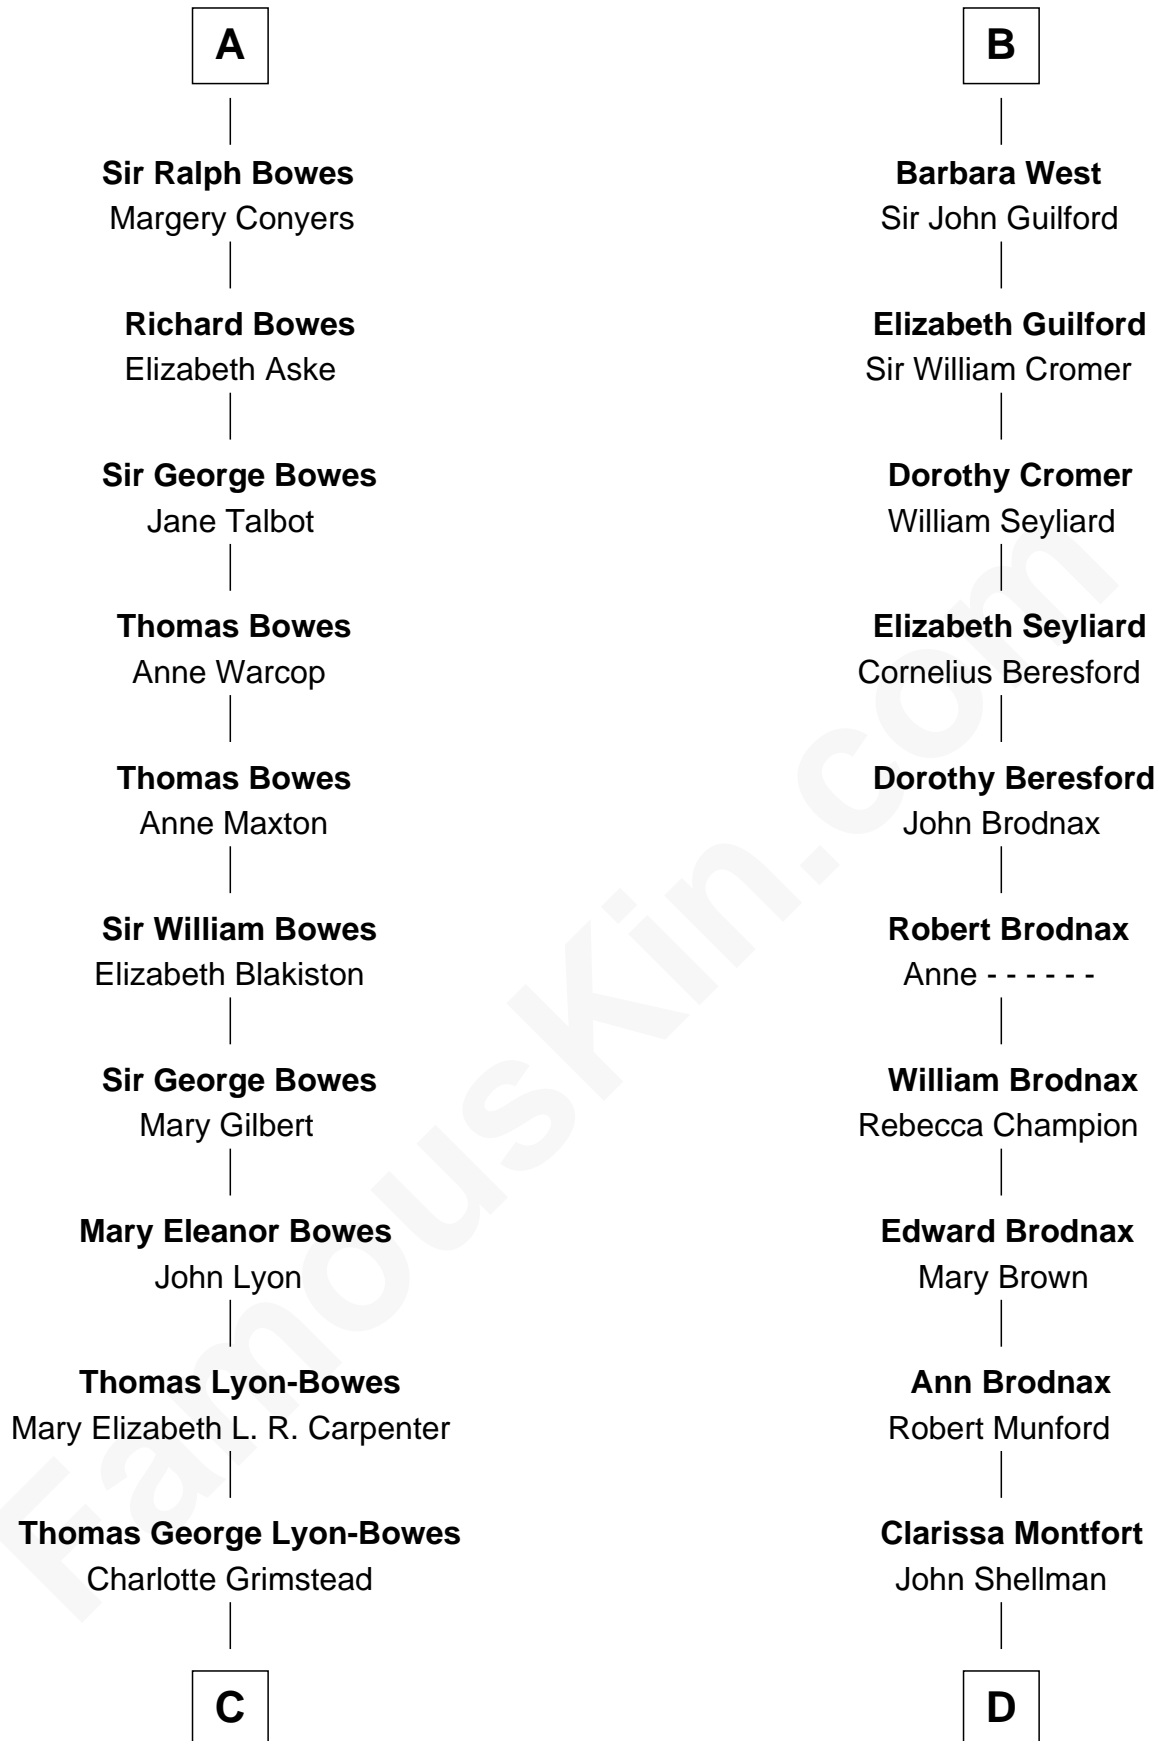 A
Sir Ralph Bowes
Margery Conyers
Richard Bowes
Elizabeth Aske
Sir George Bowes
Jane Talbot
Thomas Bowes
Anne Warcop
Thomas Bowes
Anne Maxton
Sir William Bowes
Elizabeth Blakiston
Sir George Bowes
Mary Gilbert
Mary Eleanor Bowes
John Lyon
Thomas Lyon-Bowes
Mary Elizabeth L. R. Carpenter
Thomas George Lyon-Bowes
Charlotte Grimstead
C
B
Barbara West
Sir John Guilford
Elizabeth Guilford
Sir William Cromer
Dorothy Cromer
William Seyliard
Elizabeth Seyliard
Cornelius Beresford
Dorothy Beresford
John Brodnax
Robert Brodnax
Anne - - - - - -
William Brodnax
Rebecca Champion
Edward Brodnax
Mary Brown
Ann Brodnax
Robert Munford
Clarissa Montfort
John Shellman
D
FamousKin.com